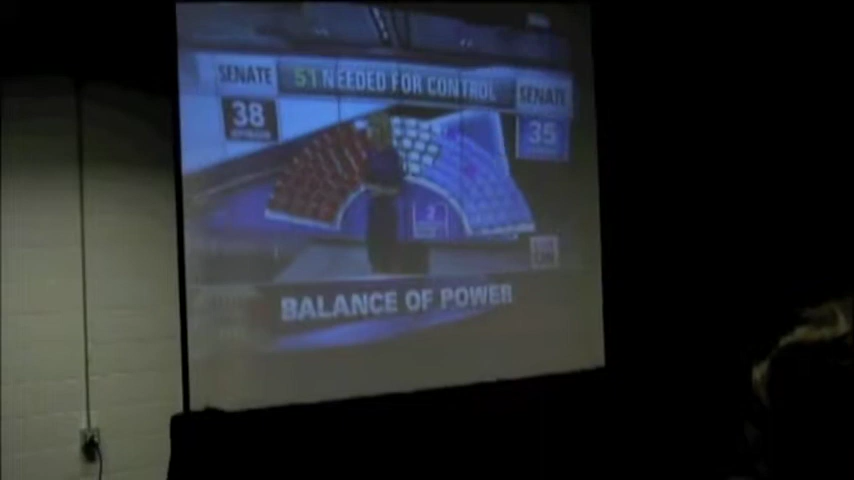 SENATE
51 NEEDED FOR CONTROL
SENATE
38
35
BALANCE OF POWER